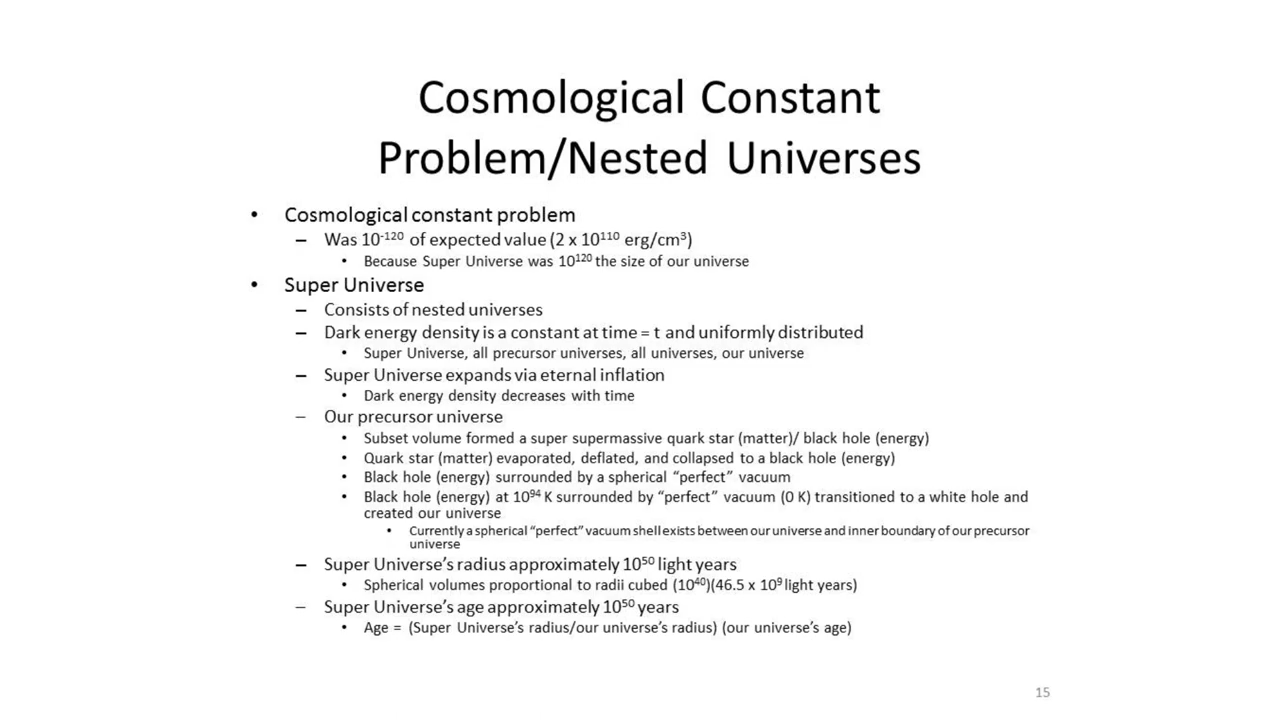 Cosmological Constant
Problem/Nested Universes
• Cosmological constant problem
– Was 10⁻¹²⁰ of expected value (2 x 10¹¹⁰ erg/cm³)
• Because Super Universe was 10¹²⁰ the size of our universe
• Super Universe
– Consists of nested universes
– Dark energy density is a constant at time = t and uniformly distributed
• Super Universe, all precursor universes, all universes, our universe
– Super Universe expands via eternal inflation
• Dark energy density decreases with time
– Our precursor universe
• Subset volume formed a super supermassive quark star (matter)/ black hole (energy)
• Quark star (matter) evaporated, deflated, and collapsed to a black hole (energy)
• Black hole (energy) surrounded by a spherical “perfect” vacuum
• Black hole (energy) at 10⁹⁴ K surrounded by “perfect” vacuum (0 K) transitioned to a white hole and
created our universe
• Currently a spherical “perfect” vacuum shell exists between our universe and inner boundary of our precursor
universe
– Super Universe’s radius approximately 10⁵⁰ light years
• Spherical volumes proportional to radii cubed (10⁴⁰)(46.5 x 10⁹ light years)
– Super Universe’s age approximately 10⁵⁰ years
• Age = (Super Universe’s radius/our universe’s radius) (our universe’s age)
15